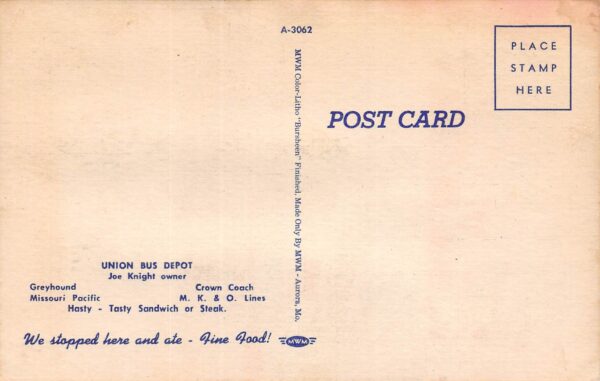 A-3062
PLACE
STAMP
HERE
POST CARD
MWM Color-Litho "Bursheen" Finished, Made Only By MWM - Aurora, Mo.
UNION BUS DEPOT
Joe Knight owner
Greyhound Crown Coach
Missouri Pacific M. K. & O. Lines
Hasty - Tasty Sandwich or Steak.
We stopped here and ate - Fine Food!
MWM